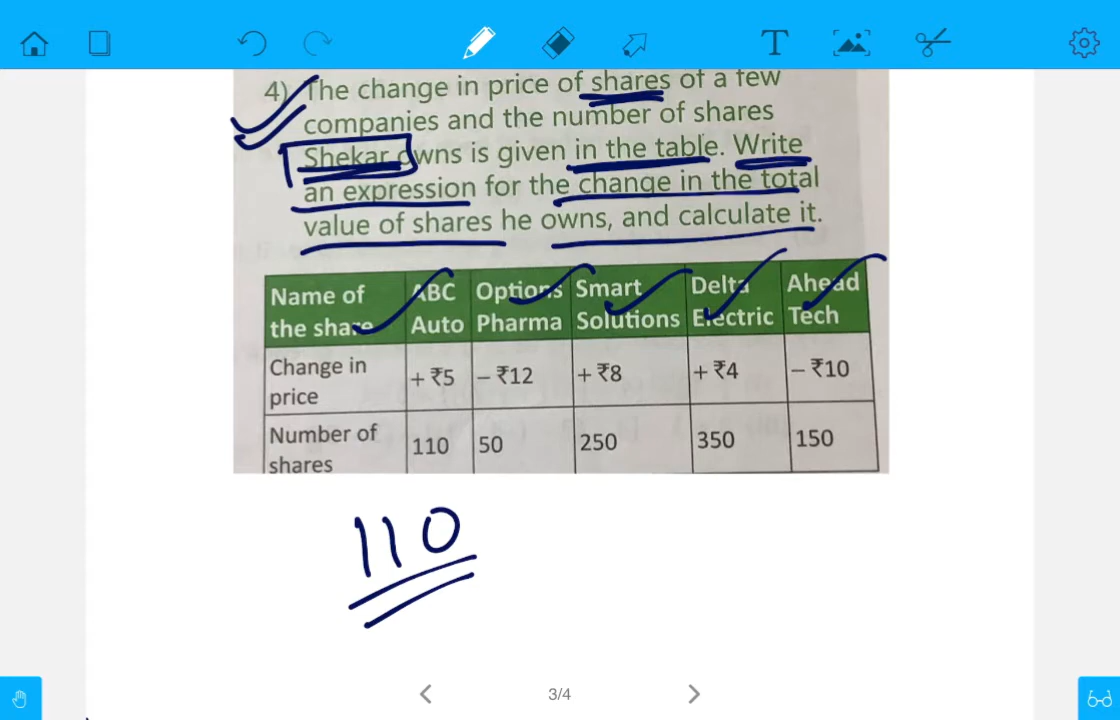 4) The change in price of shares of a few
companies and the number of shares
Shekar owns is given in the table. Write
an expression for the change in the total
value of shares he owns, and calculate it.
Name of the share ABC Auto Options Pharma Smart Solutions Delta Electric Ahead Tech
Change in price + ₹5 – ₹12 + ₹8 + ₹4 – ₹10
Number of shares 110 50 250 350 150
110
3/4
T